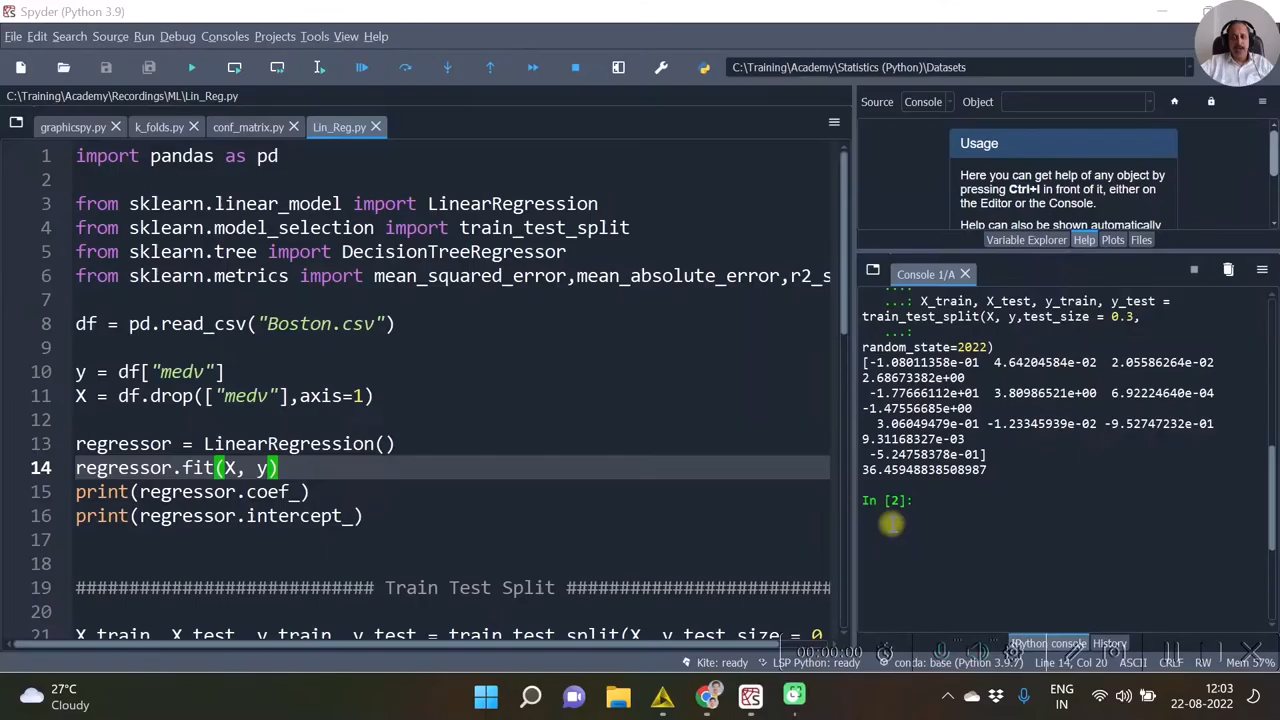 Spyder (Python 3.9)
File Edit Search Source Run Debug Consoles Projects Tools View Help
C:\Training\Academy\Statistics (Python)\Datasets
C:\Training\Academy\Recordings\ML\Lin_Reg.py
graphicspy.py k_folds.py conf_matrix.py Lin_Reg.py
1 import pandas as pd
2
3 from sklearn.linear_model import LinearRegression
4 from sklearn.model_selection import train_test_split
5 from sklearn.tree import DecisionTreeRegressor
6 from sklearn.metrics import mean_squared_error,mean_absolute_error,r2_s
7
8 df = pd.read_csv("Boston.csv")
9
10 y = df["medv"]
11 X = df.drop(["medv"],axis=1)
12
13 regressor = LinearRegression()
14 regressor.fit(X, y)
15 print(regressor.coef_)
16 print(regressor.intercept_)
17
18
19 ########################### Train Test Split #########################
20
21 X_train, X_test, y_train, y_test = train_test_split(X, y,test_size = 0
Source Console Object
Usage
Here you can get help of any object by
pressing Ctrl+I in front of it, either on
the Editor or the Console.
Help can also be shown automatically
Variable Explorer Help Plots Files
Console 1/A
...:
...: X_train, X_test, y_train, y_test =
train_test_split(X, y,test_size = 0.3,
...:
random_state=2022)
[-1.08011358e-01 4.64204584e-02 2.05586264e-02
2.68673382e+00
-1.77666112e+01 3.80986521e+00 6.92224640e-04
-1.47556685e+00
3.06049479e-01 -1.23345939e-02 -9.52747232e-01
9.31168327e-03
-5.24758378e-01]
36.45948838508987
In [2]:
IPython console History
00:00:00
Kite: ready LSP Python: ready conda: base (Python 3.9.7) Line 14, Col 20 ASCII CRLF RW Mem 57%
27°C
Cloudy
ENG
IN
12:03
22-08-2022